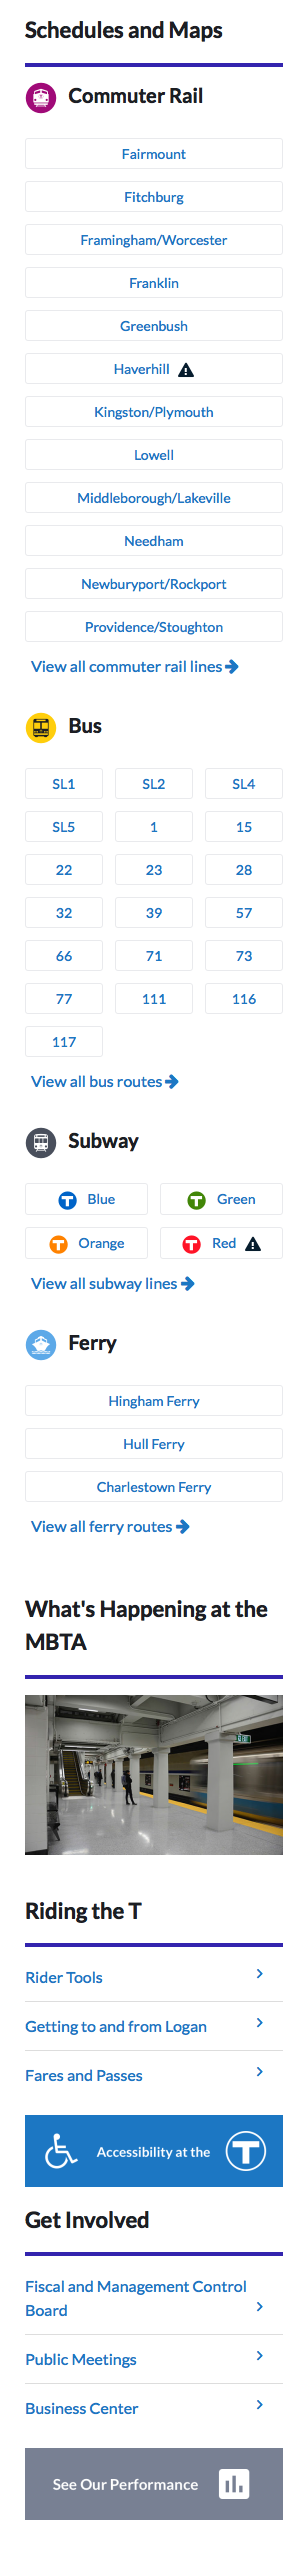 Schedules and Maps
Commuter Rail
Fairmount
Fitchburg
Framingham/Worcester
Franklin
Greenbush
Haverhill
Kingston/Plymouth
Lowell
Middleborough/Lakeville
Needham
Newburyport/Rockport
Providence/Stoughton
View all commuter rail lines
Bus
SL1 SL2 SL4
SL5 1 15
22 23 28
32 39 57
66 71 73
77 111 116
117
View all bus routes
Subway
T Blue T Green
T Orange T Red
View all subway lines
Ferry
Hingham Ferry
Hull Ferry
Charlestown Ferry
View all ferry routes
What's Happening at the
MBTA
Riding the T
Rider Tools
Getting to and from Logan
Fares and Passes
Accessibility at the T
Get Involved
Fiscal and Management Control
Board
Public Meetings
Business Center
See Our Performance